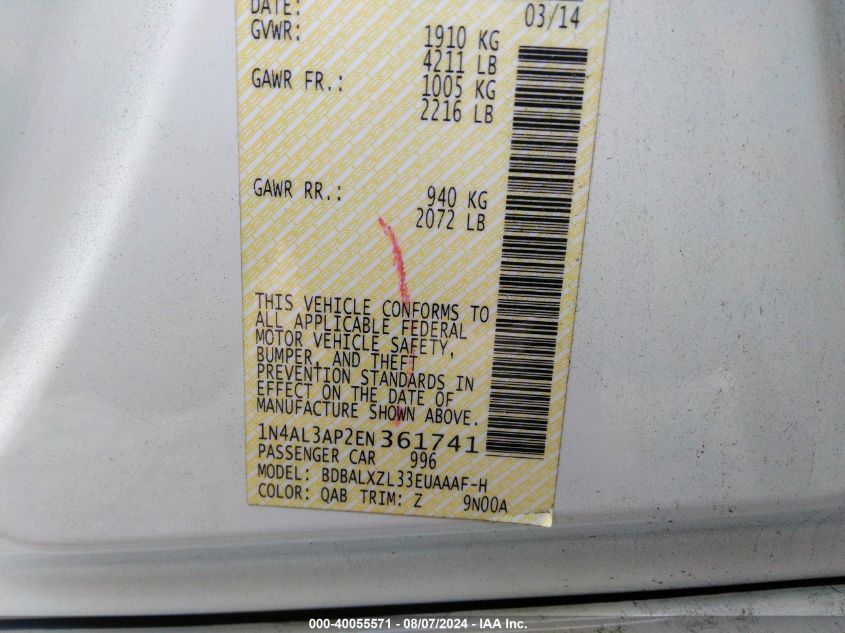 DATE: 03/14
GVWR: 1910 KG
4211 LB
GAWR FR.: 1005 KG
2216 LB
GAWR RR.: 940 KG
2072 LB
THIS VEHICLE CONFORMS TO
ALL APPLICABLE FEDERAL
MOTOR VEHICLE SAFETY,
BUMPER, AND THEFT
PREVENTION STANDARDS IN
EFFECT ON THE DATE OF
MANUFACTURE SHOWN ABOVE.
1N4AL3AP2EN361741
PASSENGER CAR 996
MODEL: BDBALXZL33EUAAAF-H
COLOR: QAB TRIM: Z 9N00A
000-40055571 - 08/07/2024 - IAA Inc.